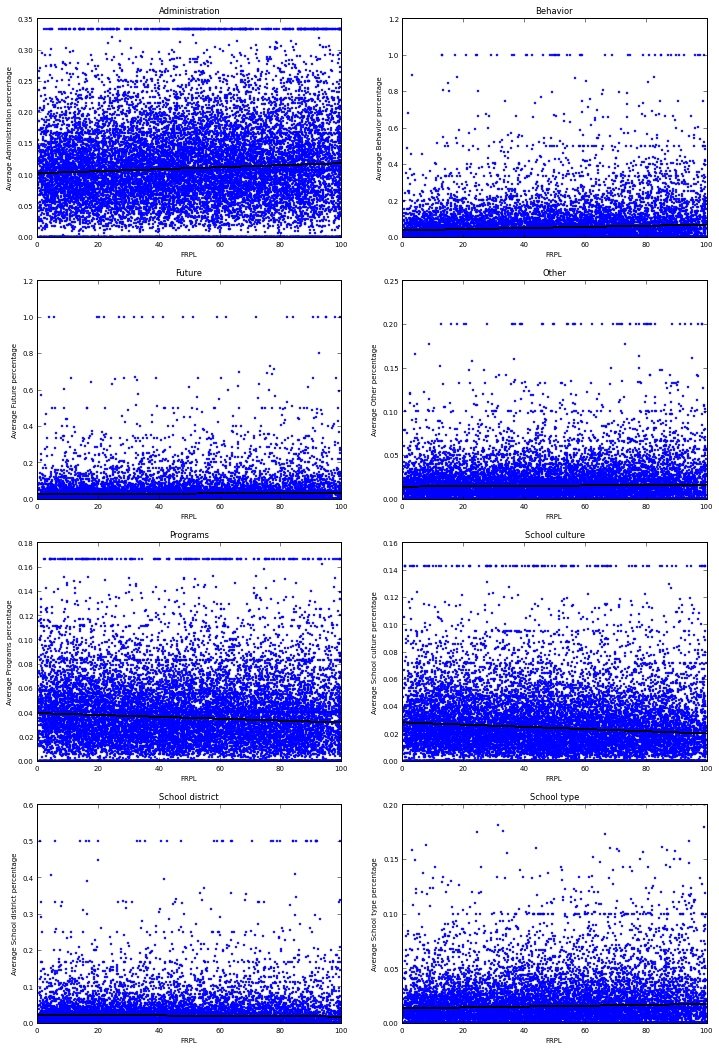 Administration
0.35
0.30
0.25
0.20
0.15
0.10
0.05
0.00
Average Administration percentage
0 20 40 60 80 100
FRPL
Behavior
1.2
1.0
0.8
0.6
0.4
0.2
0.0
Average Behavior percentage
0 20 40 60 80 100
FRPL
Future
1.2
1.0
0.8
0.6
0.4
0.2
0.0
Average Future percentage
0 20 40 60 80 100
FRPL
Other
0.25
0.20
0.15
0.10
0.05
0.00
Average Other percentage
0 20 40 60 80 100
FRPL
Programs
0.18
0.16
0.14
0.12
0.10
0.08
0.06
0.04
0.02
0.00
Average Programs percentage
0 20 40 60 80 100
FRPL
School culture
0.16
0.14
0.12
0.10
0.08
0.06
0.04
0.02
0.00
Average School culture percentage
0 20 40 60 80 100
FRPL
School district
0.6
0.5
0.4
0.3
0.2
0.1
0.0
Average School district percentage
0 20 40 60 80 100
FRPL
School type
0.20
0.15
0.10
0.05
0.00
Average School type percentage
0 20 40 60 80 100
FRPL